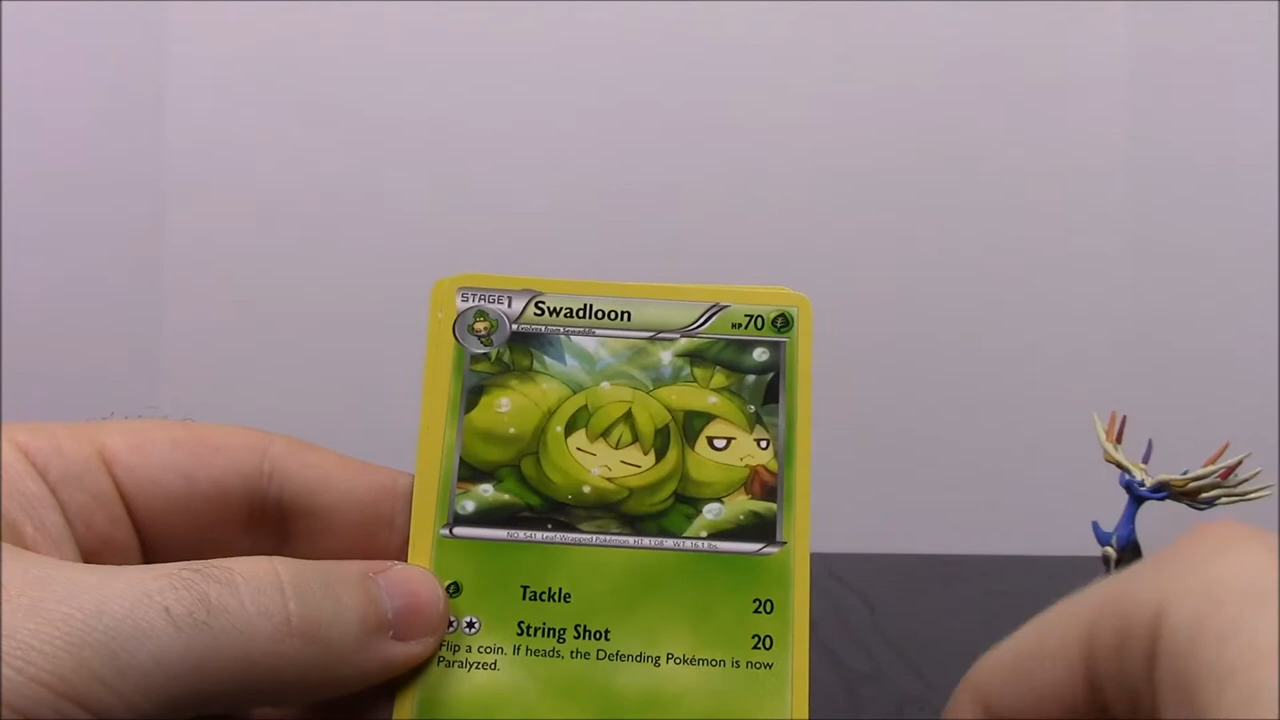 STAGE1
Swadloon
HP70
Evolves from Sewaddle
NO. 541 Leaf-Wrapped Pokémon HT: 1'08" WT: 16.1 lbs.
Tackle 20
String Shot 20
Flip a coin. If heads, the Defending Pokémon is now
Paralyzed.